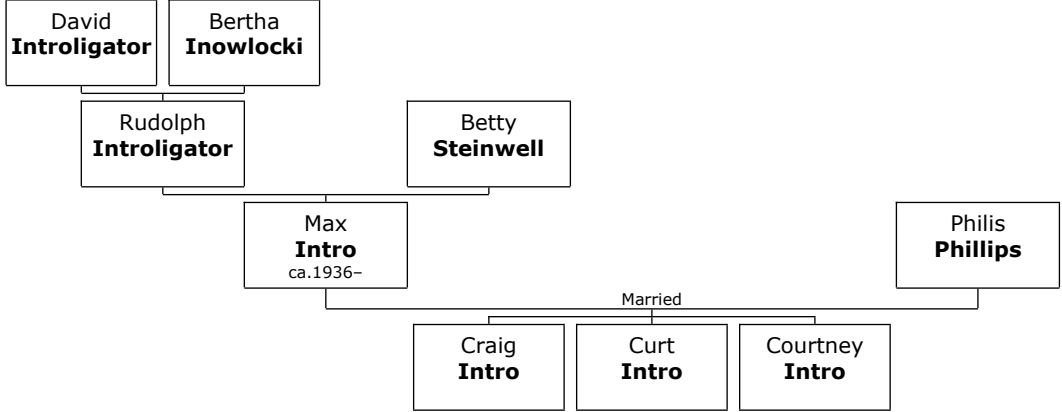 David
Introligator
Bertha
Inowlocki
Rudolph
Introligator
Betty
Steinwell
Max
Intro
ca.1936–
Philis
Phillips
Married
Craig
Intro
Curt
Intro
Courtney
Intro